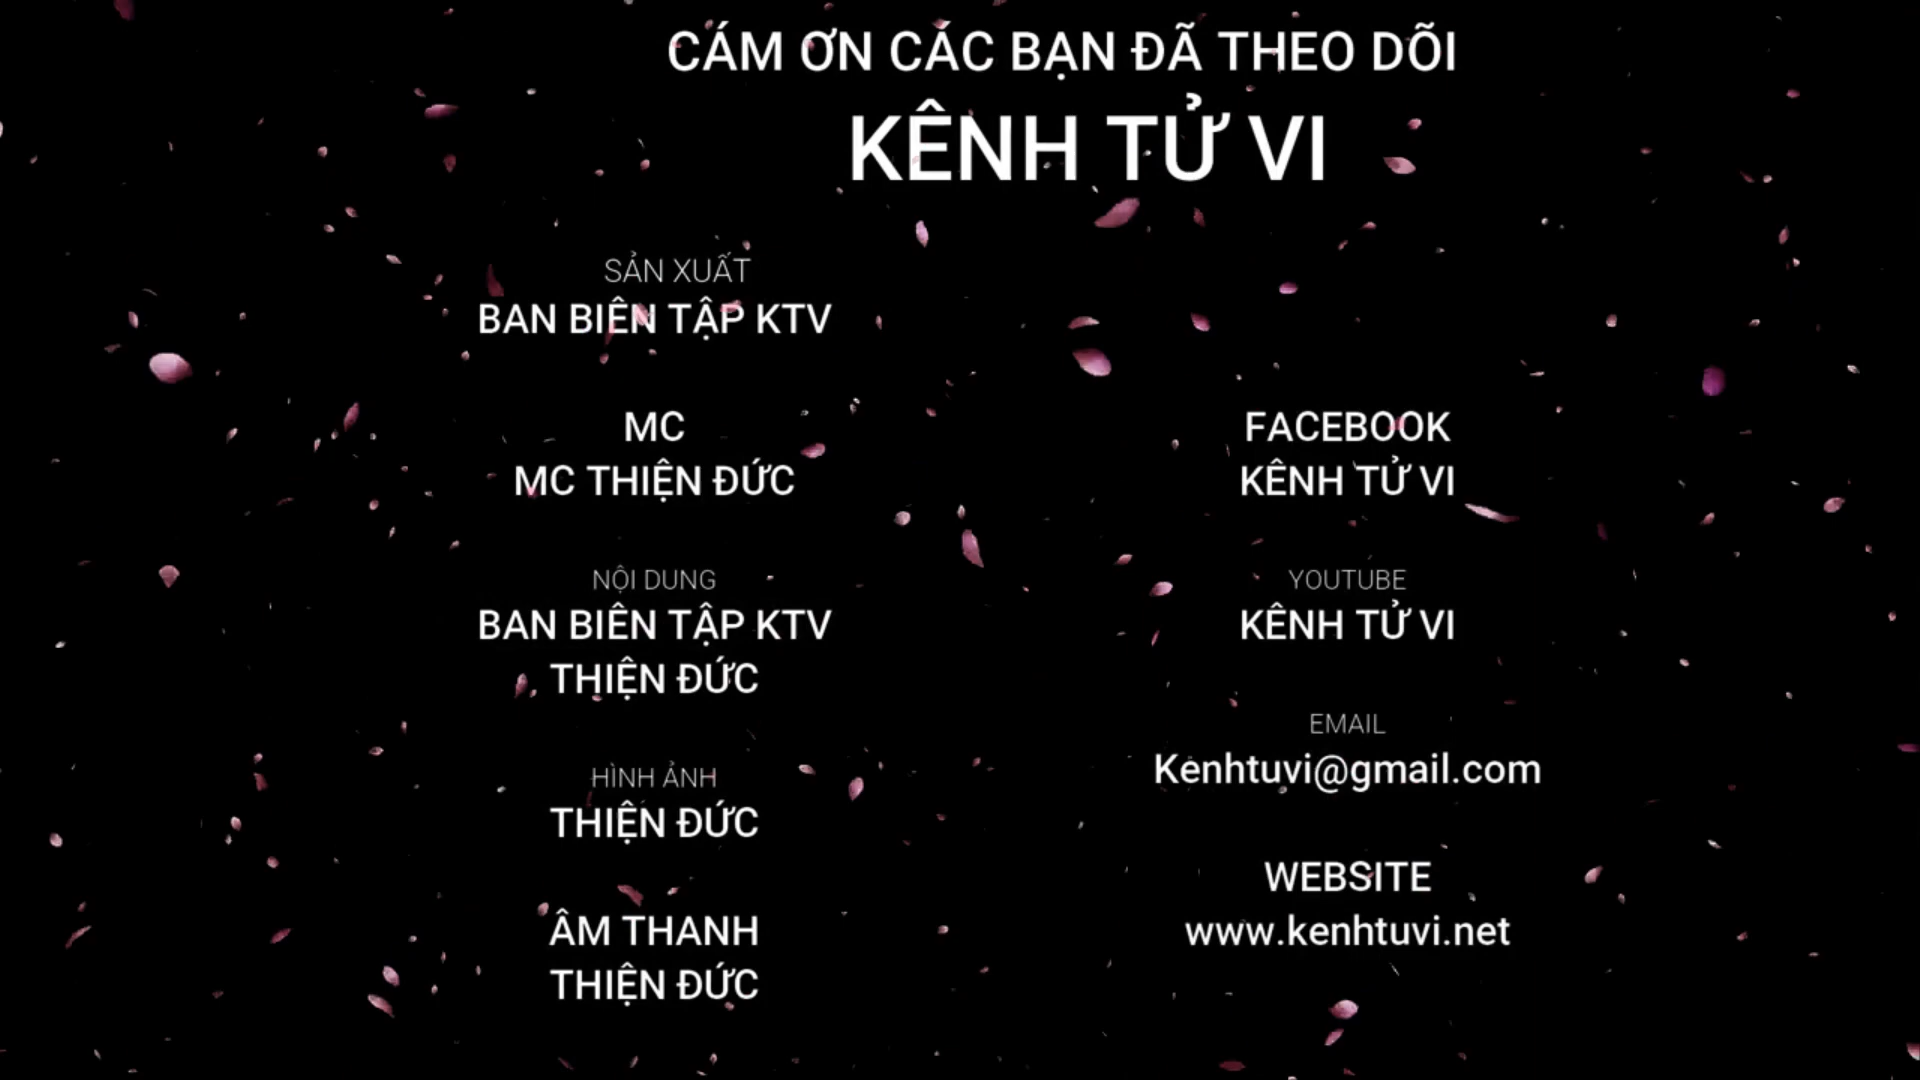 CÁM ƠN CÁC BẠN ĐÃ THEO DÕI
KÊNH TỬ VI
SẢN XUẤT
BAN BIÊN TẬP KTV
MC
MC THIỆN ĐỨC
NỘI DUNG
BAN BIÊN TẬP KTV
THIỆN ĐỨC
HÌNH ẢNH
THIỆN ĐỨC
ÂM THANH
THIỆN ĐỨC
FACEBOOK
KÊNH TỬ VI
YOUTUBE
KÊNH TỬ VI
EMAIL
Kenhtuvi@gmail.com
WEBSITE
www.kenhtuvi.net